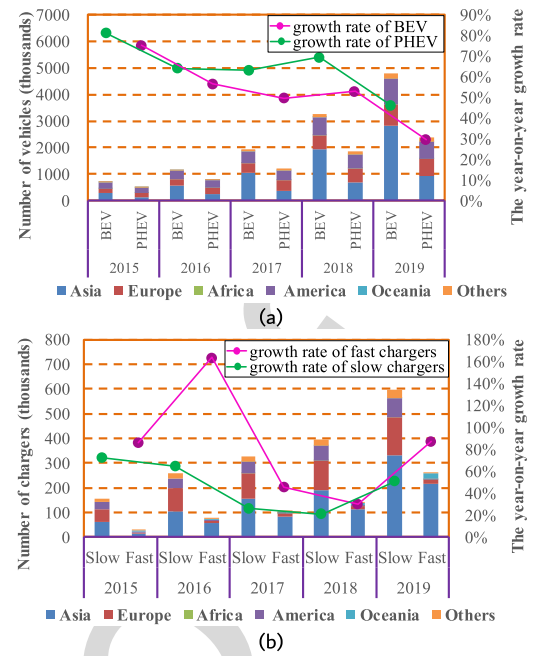 7000 90%
6000 80%
5000 70%
4000 60%
3000 50%
2000 40%
1000 30%
0 20%
10%
0%
Number of vehicles (thousands)
The year-on-year growth rate
growth rate of BEV
growth rate of PHEV
BEV PHEV BEV PHEV BEV PHEV BEV PHEV BEV PHEV
2015 2016 2017 2018 2019
Asia Europe Africa America Oceania Others
(a)
800 180%
700 160%
600 140%
500 120%
400 100%
300 80%
200 60%
100 40%
0 20%
0%
Number of chargers (thousands)
The year-on-year growth rate
growth rate of fast chargers
growth rate of slow chargers
Slow Fast Slow Fast Slow Fast Slow Fast Slow Fast
2015 2016 2017 2018 2019
Asia Europe Africa America Oceania Others
(b)